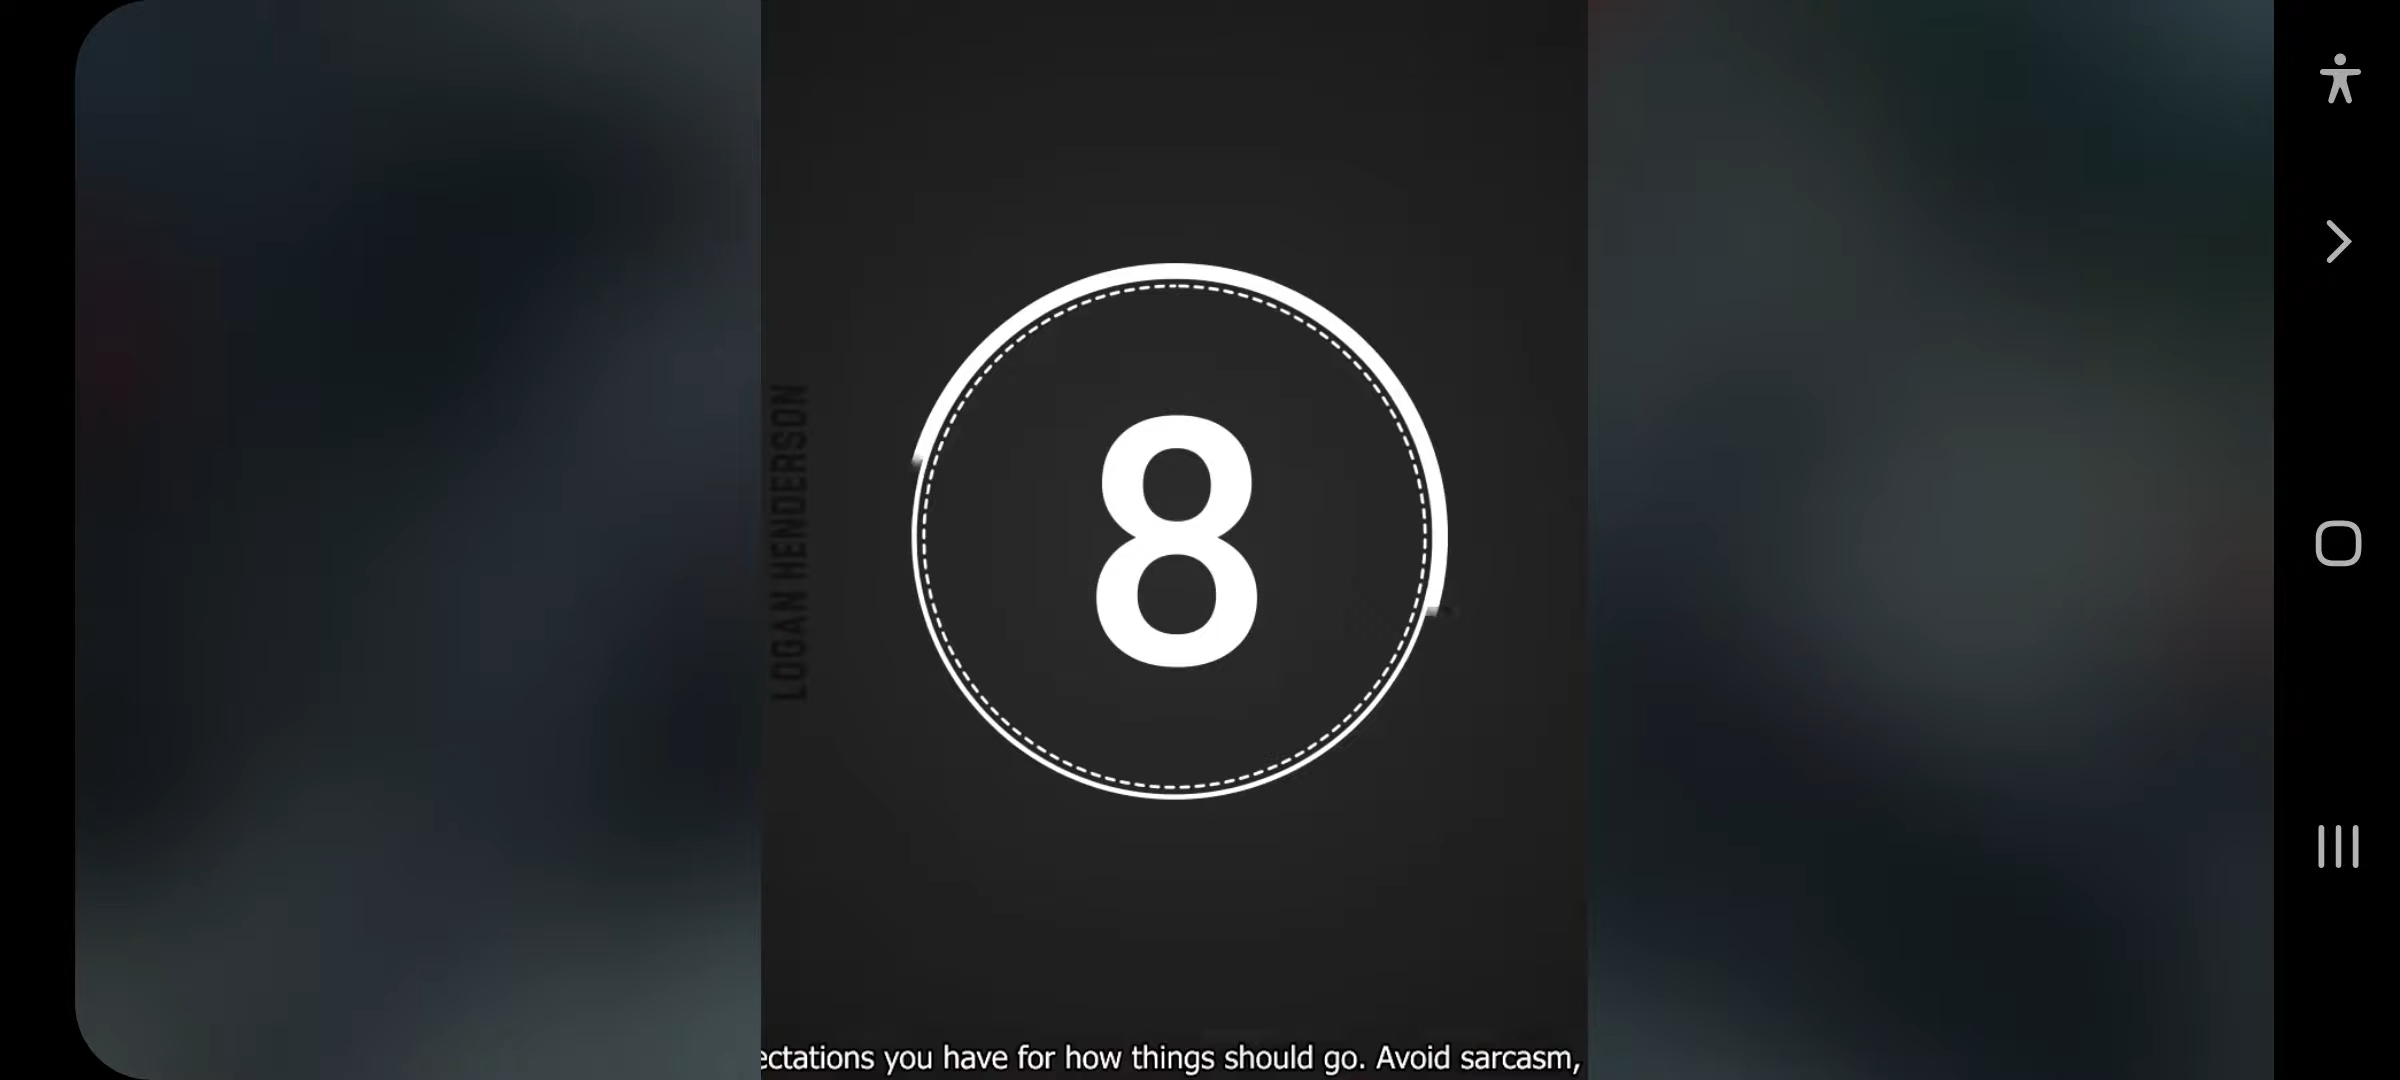 LOGAN HENDERSON
8
ectations you have for how things should go. Avoid sarcasm,